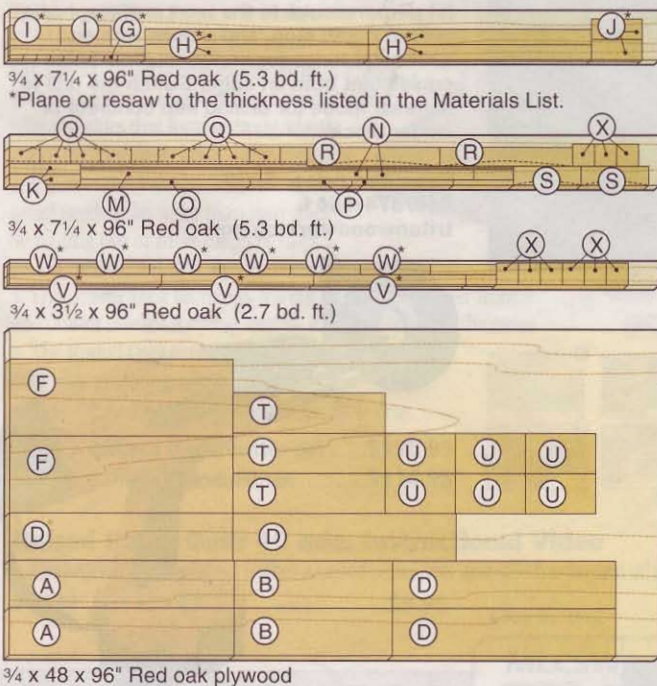 I* I* G* H* H* J*
¾ x 7¼ x 96" Red oak (5.3 bd. ft.)
*Plane or resaw to the thickness listed in the Materials List.
Q Q R N R X
K M O P S S
¾ x 7¼ x 96" Red oak (5.3 bd. ft.)
W* W W* W* W* W* X X
V* V* V*
¾ x 3½ x 96" Red oak (2.7 bd. ft.)
F T
F T U U U
T U U U
D D
A B D
A B D
¾ x 48 x 96" Red oak plywood